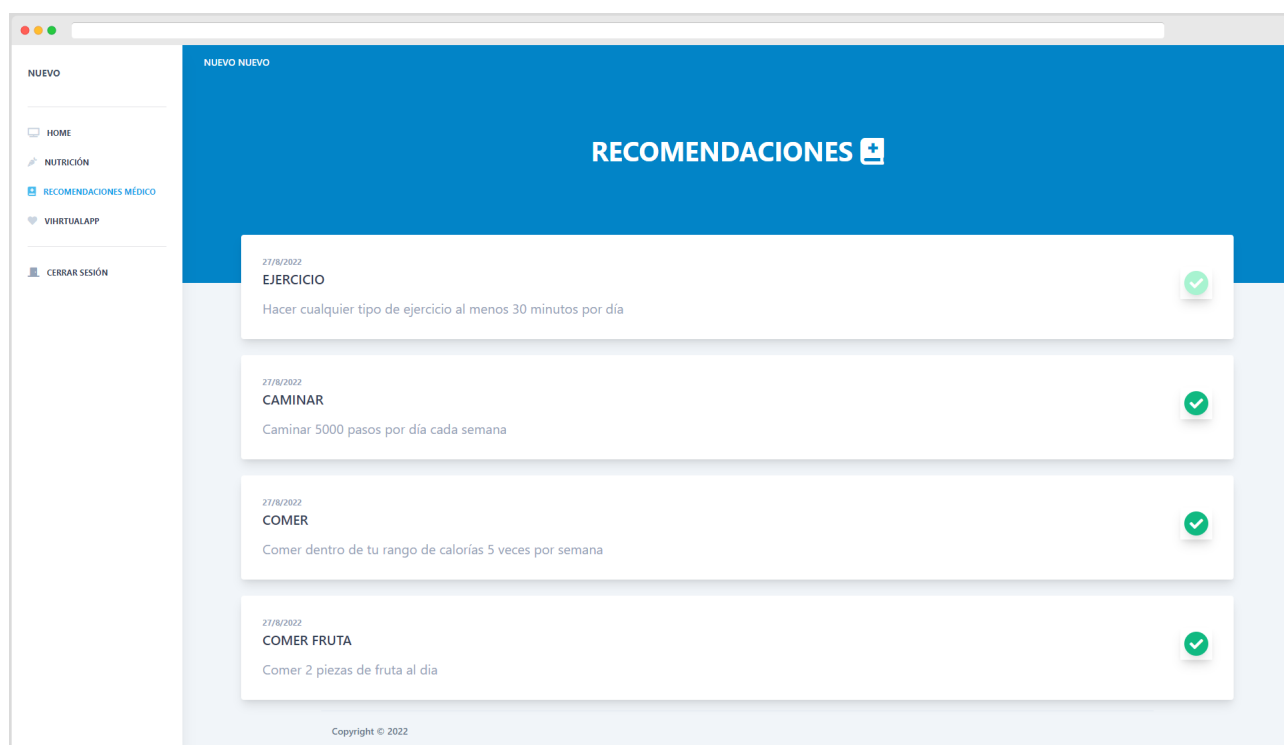 NUEVO
HOME
NUTRICIÓN
RECOMENDACIONES MÉDICO
VIHRTUALAPP
CERRAR SESIÓN
NUEVO NUEVO
RECOMENDACIONES
27/8/2022
EJERCICIO
Hacer cualquier tipo de ejercicio al menos 30 minutos por día
27/8/2022
CAMINAR
Caminar 5000 pasos por día cada semana
27/8/2022
COMER
Comer dentro de tu rango de calorías 5 veces por semana
27/8/2022
COMER FRUTA
Comer 2 piezas de fruta al dia
Copyright © 2022